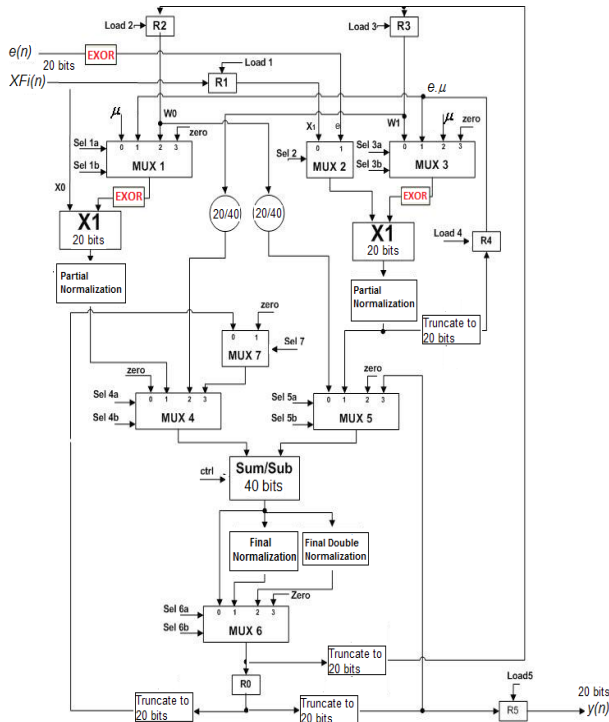 Load 2
R2
Load 3
R3
e(n)
20 bits
EXOR
XFi(n)
Load 1
R1
e.μ
μ
W0
zero
X1
e
W1
μ
zero
Sel 1a
Sel 1b
0 1 2 3
MUX 1
Sel 2
0 1
MUX 2
Sel 3a
Sel 3b
0 1 2 3
MUX 3
X0
EXOR
EXOR
X1
20 bits
20/40
20/40
X1
20 bits
Load 4
R4
Partial
Normalization
Partial
Normalization
Truncate to
20 bits
zero
0 1
MUX 7
Sel 7
zero
Sel 4a
Sel 4b
0 1 2 3
MUX 4
zero
Sel 5a
Sel 5b
0 1 2 3
MUX 5
ctrl
Sum/Sub
40 bits
Final
Normalization
Final Double
Normalization
Zero
Sel 6a
Sel 6b
0 1 2 3
MUX 6
Truncate to
20 bits
R0
Truncate to
20 bits
Truncate to
20 bits
Load5
R5
20 bits
y(n)